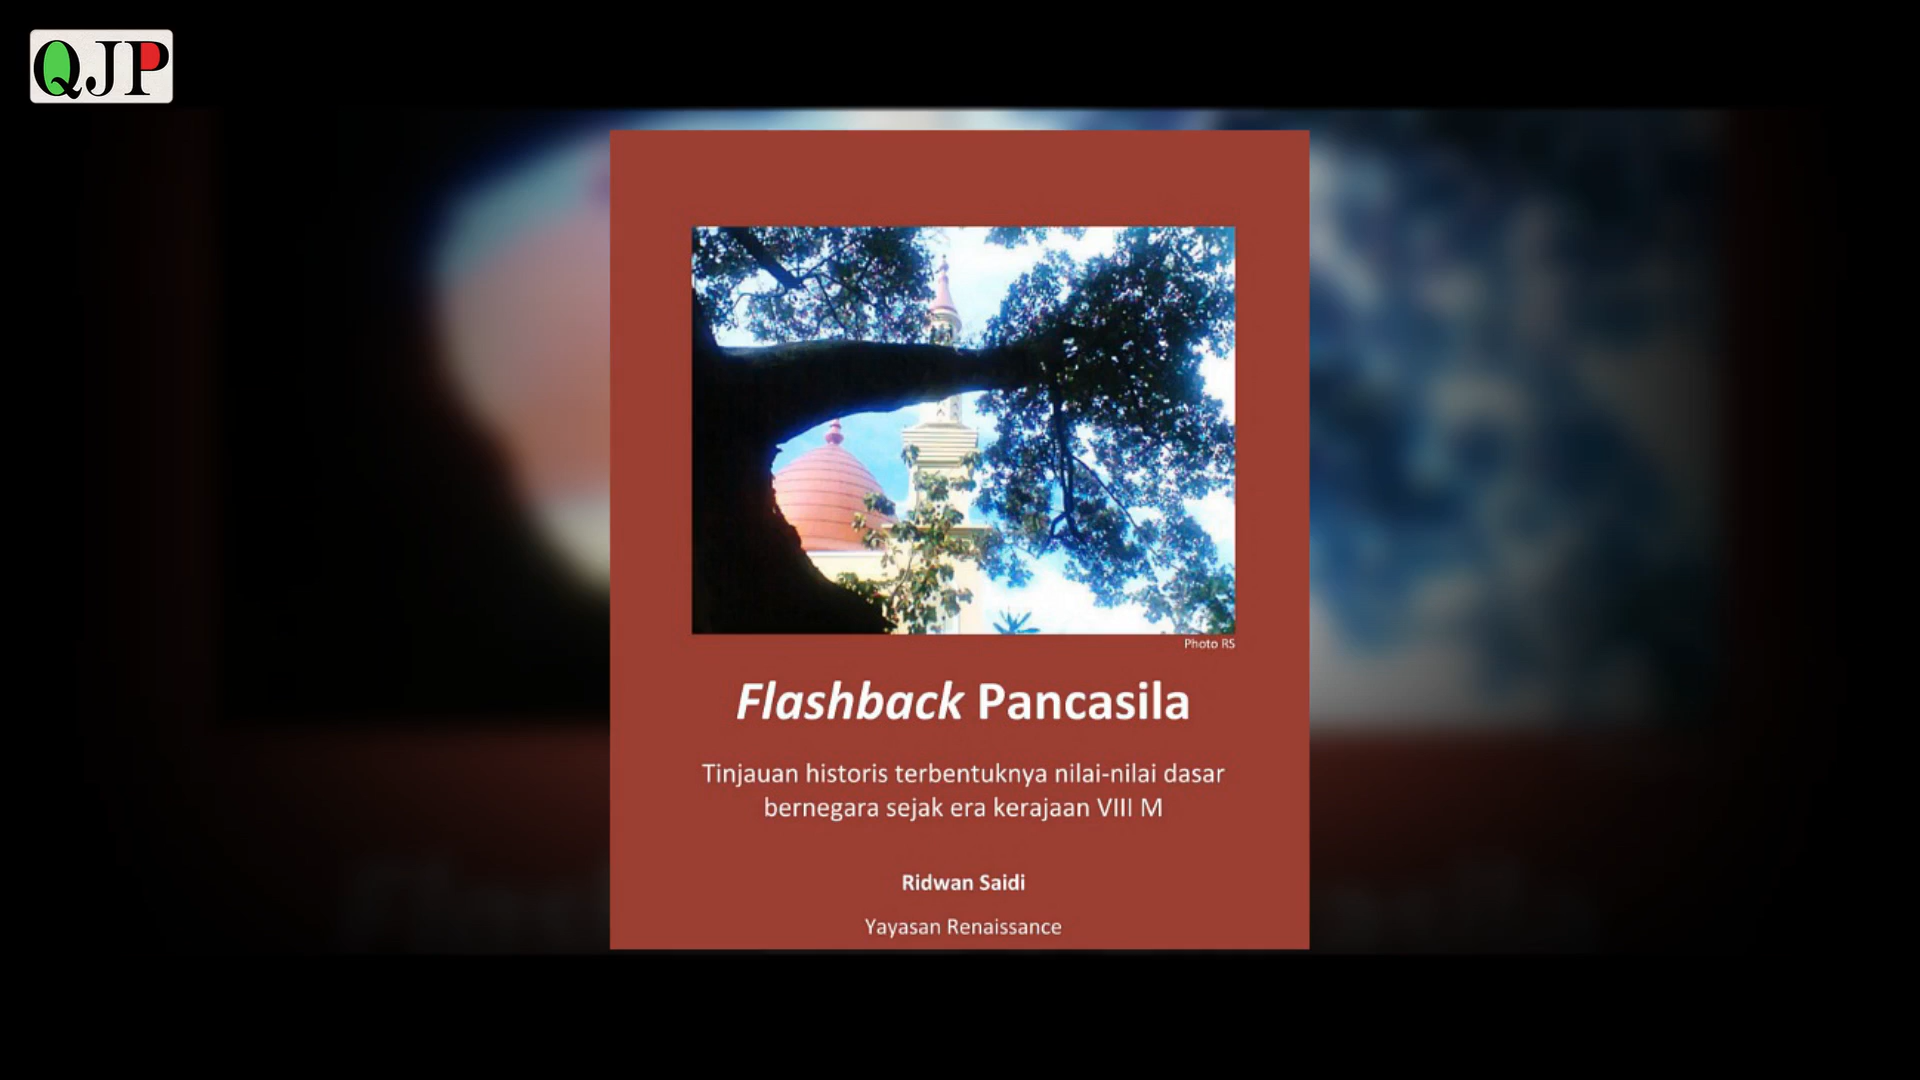 QJP
Photo RS
Flashback Pancasila
Tinjauan historis terbentuknya nilai-nilai dasar
bernegara sejak era kerajaan VIII M
Ridwan Saidi
Yayasan Renaissance